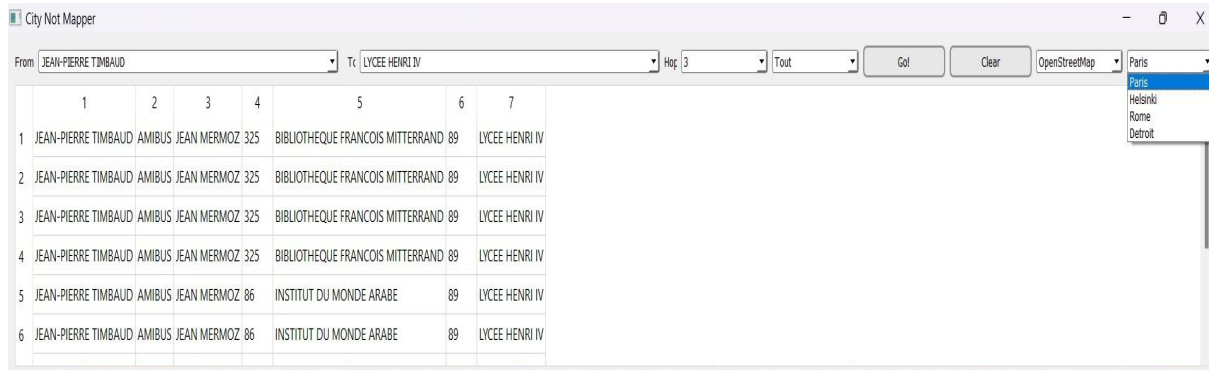 City Not Mapper
From JEAN-PIERRE TIMBAUD To LYCEE HENRI IV Hop 3 Tout Go! Clear OpenStreetMap Paris
Paris
Helsinki
Rome
Detroit
1 2 3 4 5 6 7
1 JEAN-PIERRE TIMBAUD AMIBUS JEAN MERMOZ 325 BIBLIOTHEQUE FRANCOIS MITTERRAND 89 LYCEE HENRI IV
2 JEAN-PIERRE TIMBAUD AMIBUS JEAN MERMOZ 325 BIBLIOTHEQUE FRANCOIS MITTERRAND 89 LYCEE HENRI IV
3 JEAN-PIERRE TIMBAUD AMIBUS JEAN MERMOZ 325 BIBLIOTHEQUE FRANCOIS MITTERRAND 89 LYCEE HENRI IV
4 JEAN-PIERRE TIMBAUD AMIBUS JEAN MERMOZ 325 BIBLIOTHEQUE FRANCOIS MITTERRAND 89 LYCEE HENRI IV
5 JEAN-PIERRE TIMBAUD AMIBUS JEAN MERMOZ 86 INSTITUT DU MONDE ARABE 89 LYCEE HENRI IV
6 JEAN-PIERRE TIMBAUD AMIBUS JEAN MERMOZ 86 INSTITUT DU MONDE ARABE 89 LYCEE HENRI IV